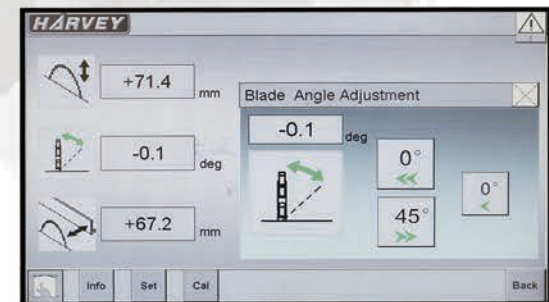 HARVEY
+71.4 mm
Blade Angle Adjustment
-0.1 deg
-0.1 deg
0°
0°
45°
+67.2 mm
Info Set Cal Back